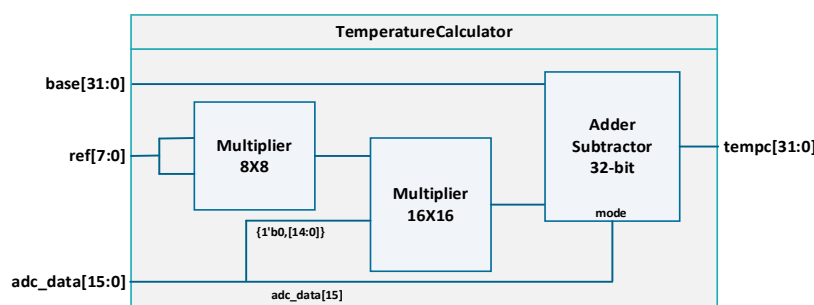 TemperatureCalculator
base[31:0]
ref[7:0]
Multiplier
8X8
Multiplier
16X16
Adder
Subtractor
32-bit
mode
tempc[31:0]
{1'b0,[14:0]}
adc_data[15:0]
adc_data[15]